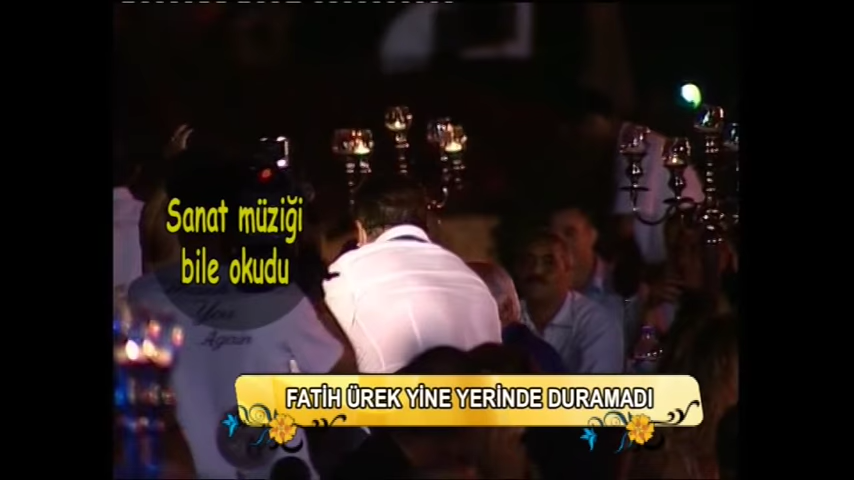 Sanat müziği
bile okudu
FATİH ÜREK YİNE YERİNDE DURAMADI